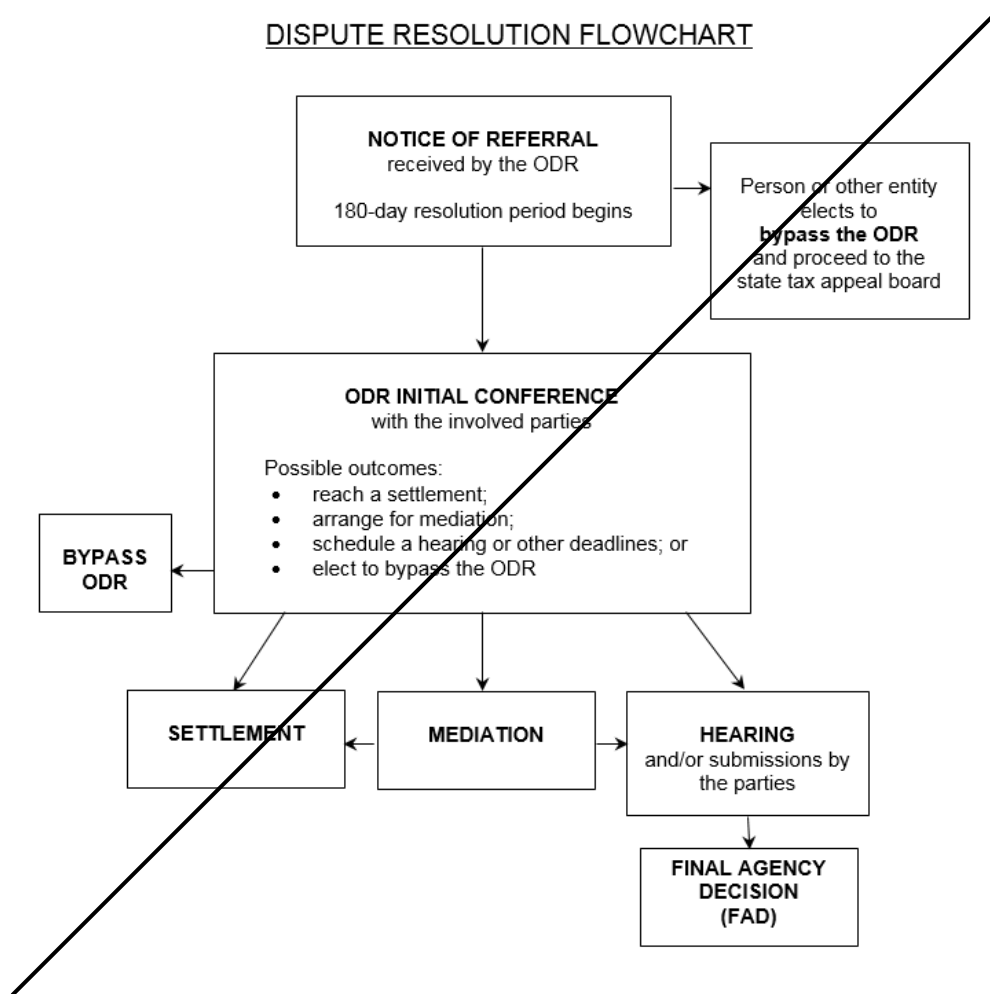 DISPUTE RESOLUTION FLOWCHART
NOTICE OF REFERRAL
received by the ODR
180-day resolution period begins
Person or other entity
elects to
bypass the ODR
and proceed to the
state tax appeal board
ODR INITIAL CONFERENCE
with the involved parties
Possible outcomes:
• reach a settlement;
• arrange for mediation;
• schedule a hearing or other deadlines; or
• elect to bypass the ODR
BYPASS
ODR
SETTLEMENT
MEDIATION
HEARING
and/or submissions by
the parties
FINAL AGENCY
DECISION
(FAD)